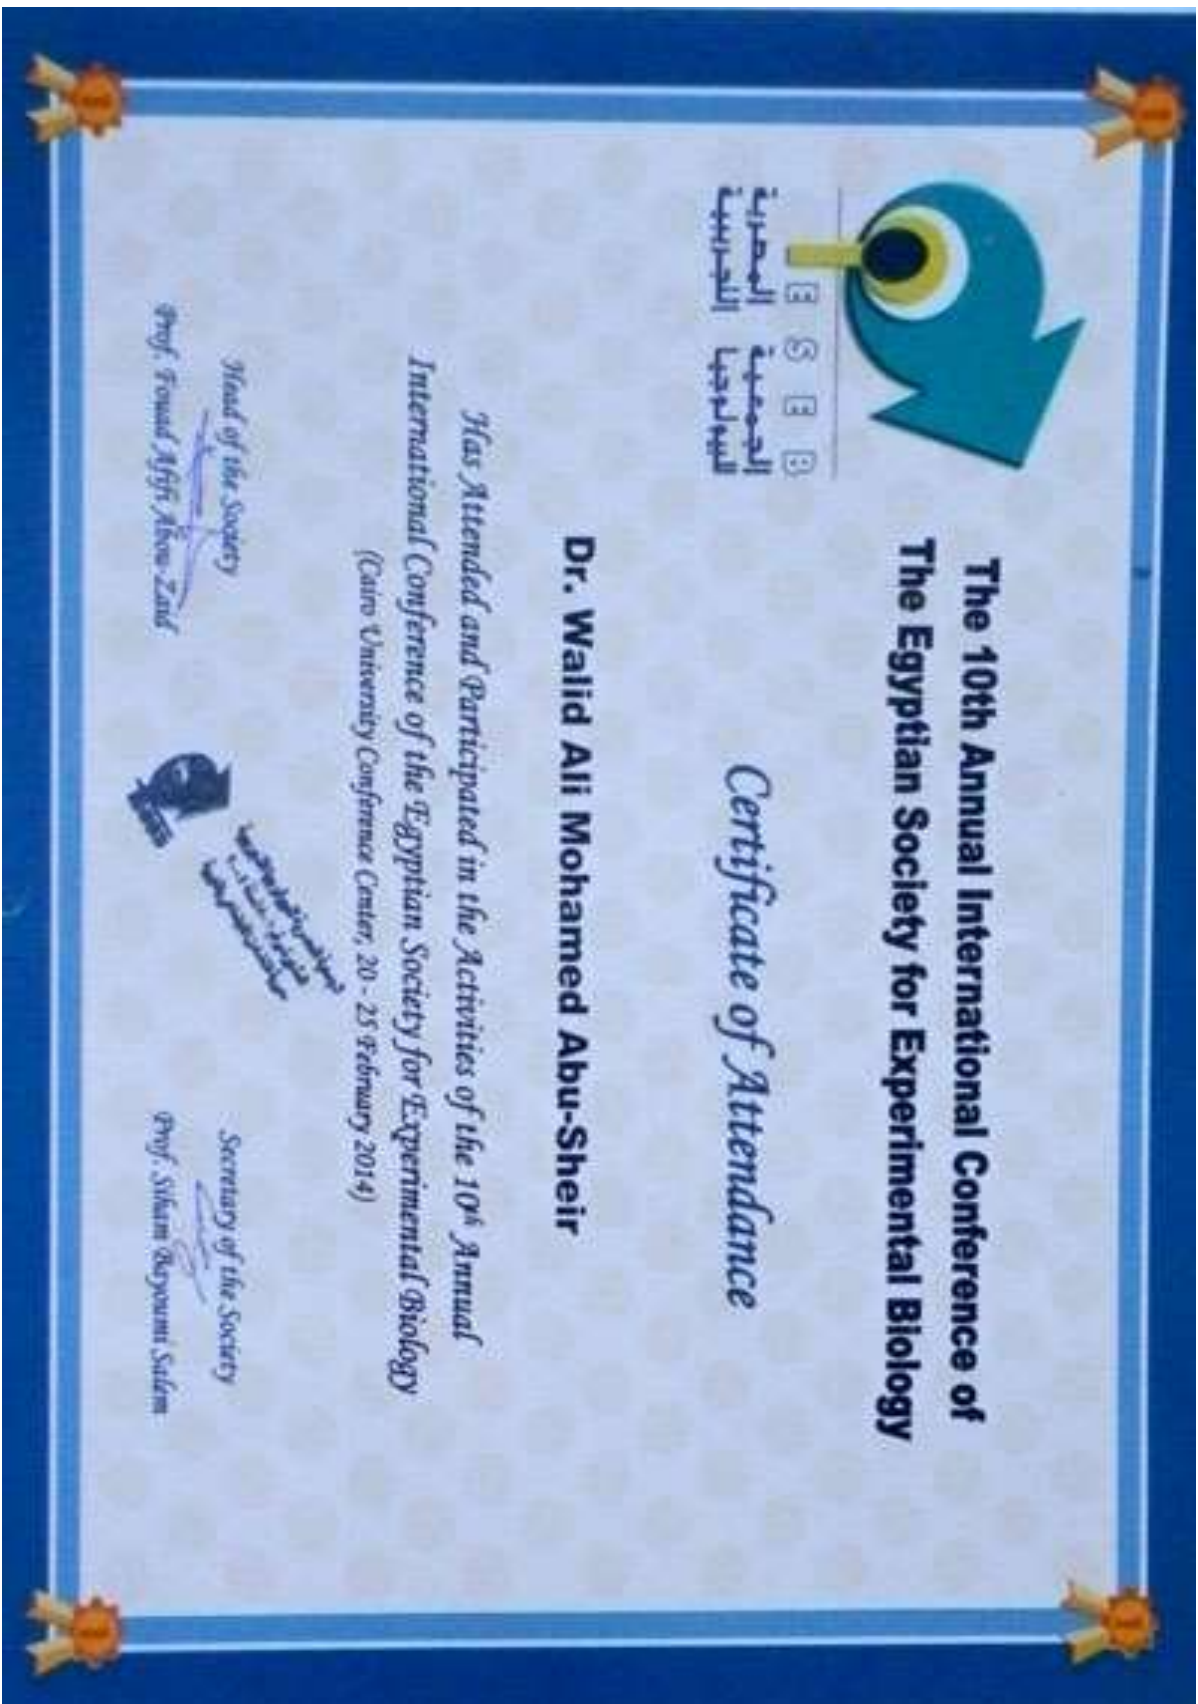 The 10th Annual International Conference of
The Egyptian Society for Experimental Biology
E S E B
الجمعية المصرية
للبيولوجيا التجريبية
Certificate of Attendance
Dr. Walid Ali Mohamed Abu-Sheir
Has Attended and Participated in the Activities of the 10th Annual
International Conference of the Egyptian Society for Experimental Biology
(Cairo University Conference Center, 20 - 25 February 2014)
Head of the Society
Prof. Fouad Afifi Abou-Zaid
Secretary of the Society
Prof. Siham Bayoumi Salem